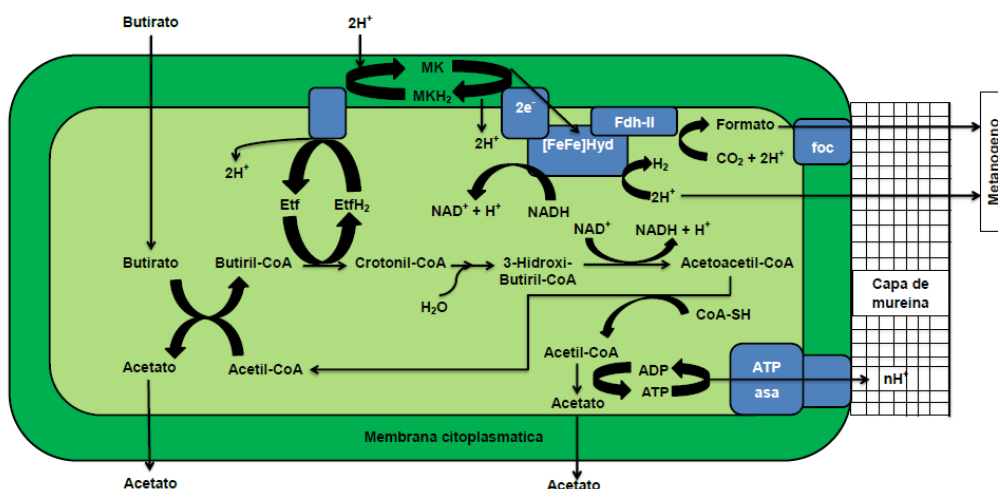 Butirato
2H⁺
MK
MKH₂
2e⁻
2H⁺
2H⁺
[FeFe]Hyd
Fdh-II
Formato
CO₂ + 2H⁺
foc
Metanogeno
H₂
2H⁺
Etf
EtfH₂
NAD⁺ + H⁺
NADH
NAD⁺
NADH + H⁺
Butirato
Butiril-CoA
Crotonil-CoA
3-Hidroxi-
Butiril-CoA
Acetoacetil-CoA
H₂O
Capa de
mureina
CoA-SH
Acetato
Acetil-CoA
Acetil-CoA
ADP
ATP
Acetato
ATP
asa
nH⁺
Membrana citoplasmatica
Acetato
Acetato